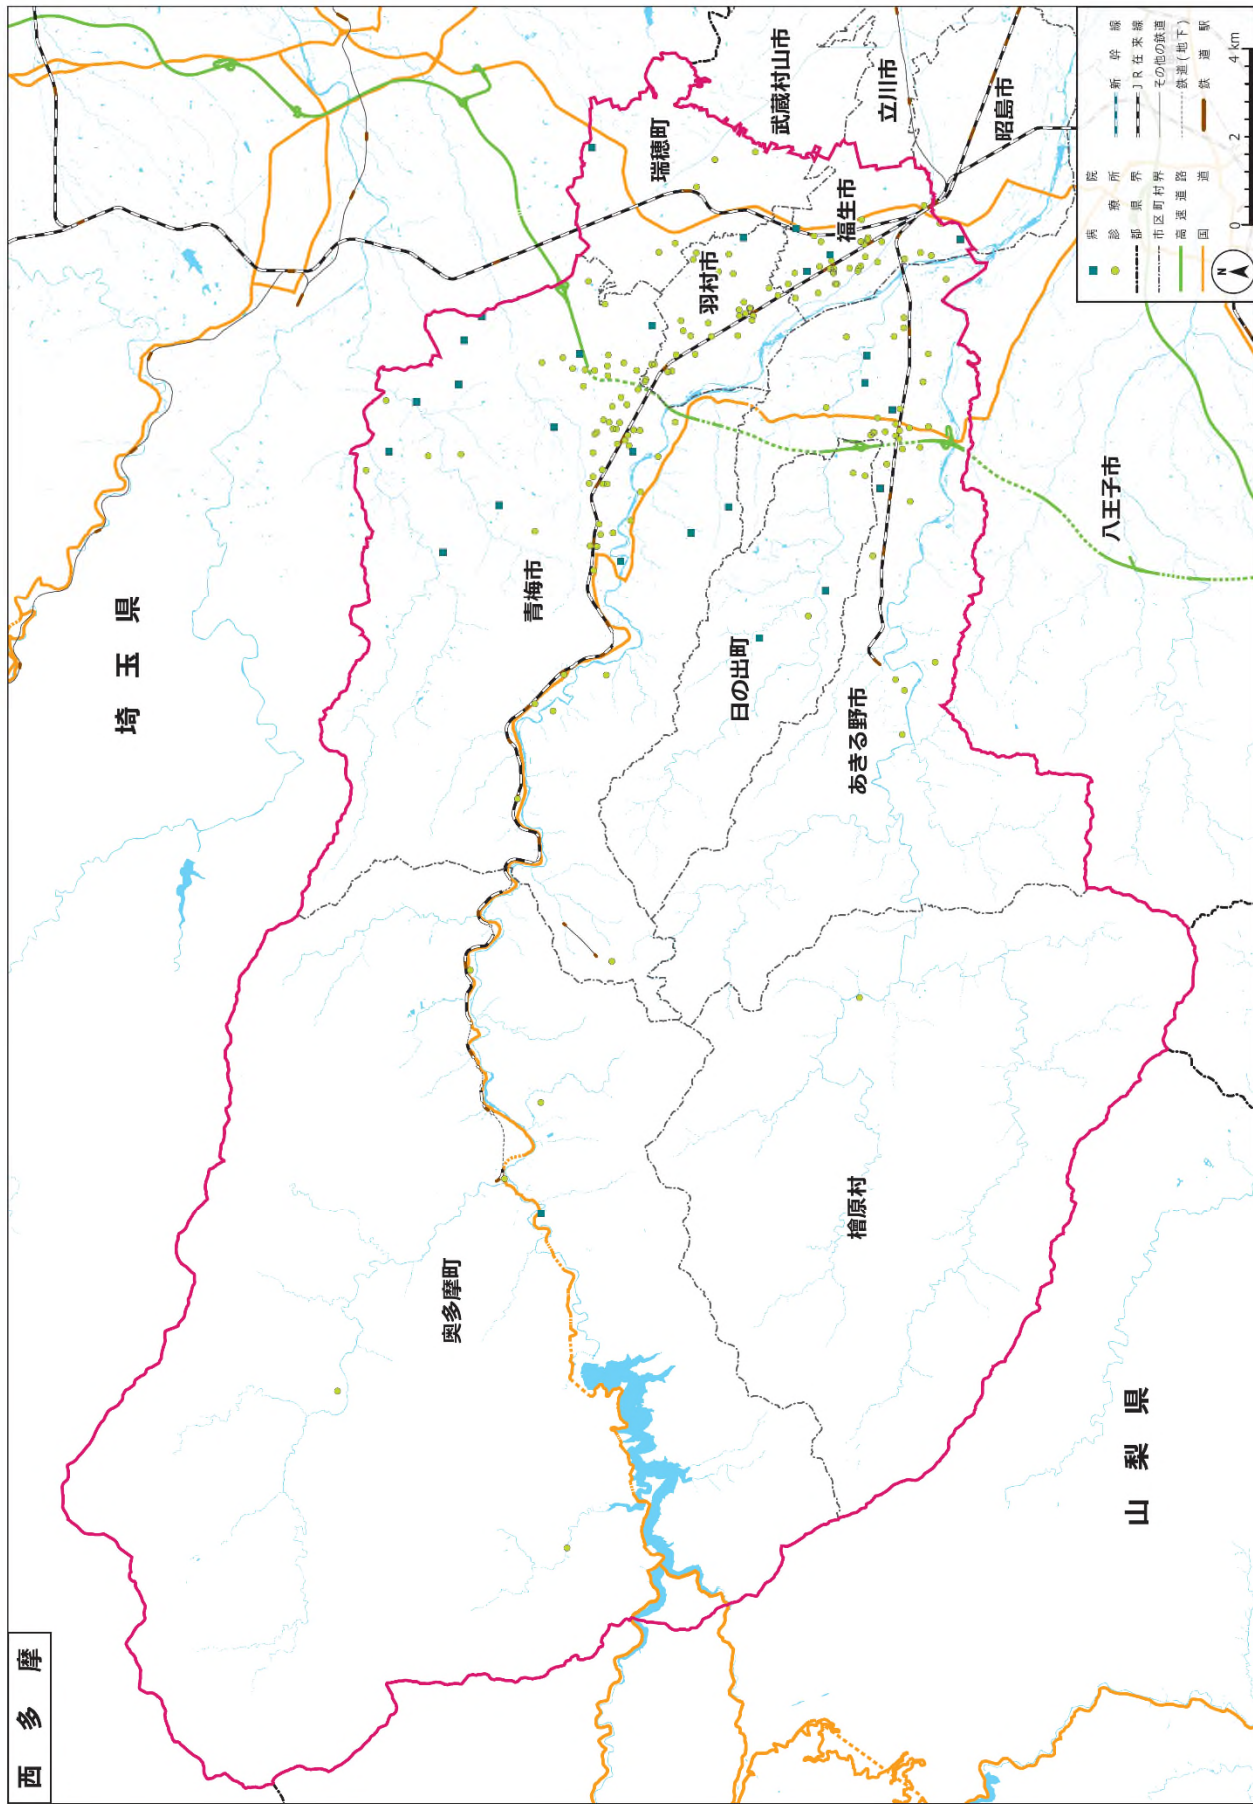 西多摩
埼玉県
奥多摩町
青梅市
瑞穂町
羽村市
武蔵村山市
福生市
立川市
昭島市
日の出町
あきる野市
檜原村
八王子市
山梨県
病院
診療所
都県界
市区町村界
高速道路
国道
新幹線
JR在来線
その他の鉄道
鉄道(地下)
鉄道駅
N
0 2 4 km